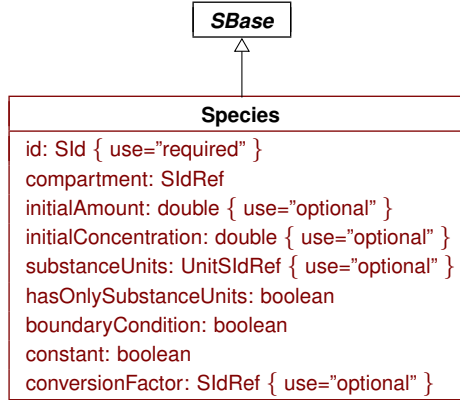 SBase
Species
id: SId { use="required" }
compartment: SIdRef
initialAmount: double { use="optional" }
initialConcentration: double { use="optional" }
substanceUnits: UnitSIdRef { use="optional" }
hasOnlySubstanceUnits: boolean
boundaryCondition: boolean
constant: boolean
conversionFactor: SIdRef { use="optional" }